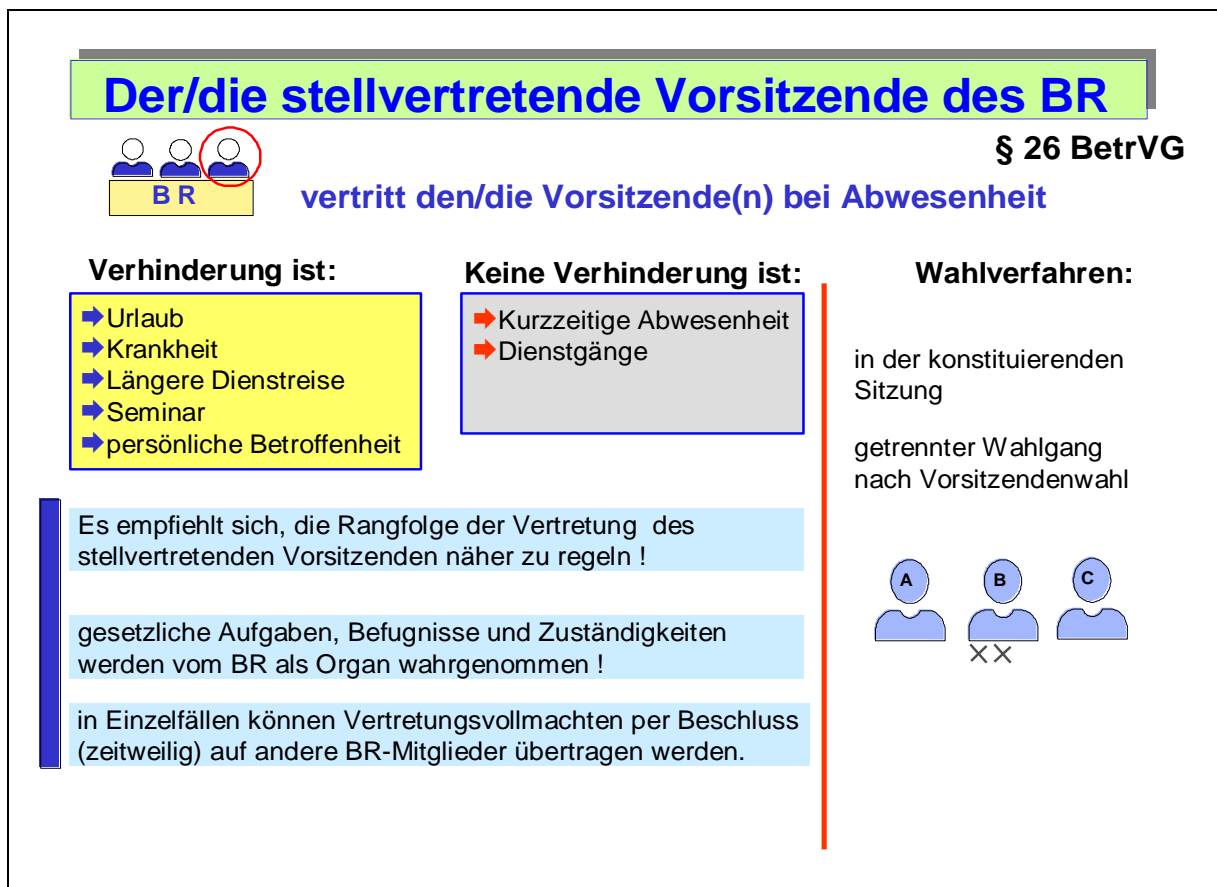 Der/die stellvertretende Vorsitzende des BR
§ 26 BetrVG
B R
vertritt den/die Vorsitzende(n) bei Abwesenheit
Verhinderung ist:
Urlaub
Krankheit
Längere Dienstreise
Seminar
persönliche Betroffenheit
Keine Verhinderung ist:
Kurzzeitige Abwesenheit
Dienstgänge
Es empfiehlt sich, die Rangfolge der Vertretung des
stellvertretenden Vorsitzenden näher zu regeln !
gesetzliche Aufgaben, Befugnisse und Zuständigkeiten
werden vom BR als Organ wahrgenommen !
in Einzelfällen können Vertretungsvollmachten per Beschluss
(zeitweilig) auf andere BR-Mitglieder übertragen werden.
Wahlverfahren:
in der konstituierenden
Sitzung
getrennter Wahlgang
nach Vorsitzendenwahl
A B C